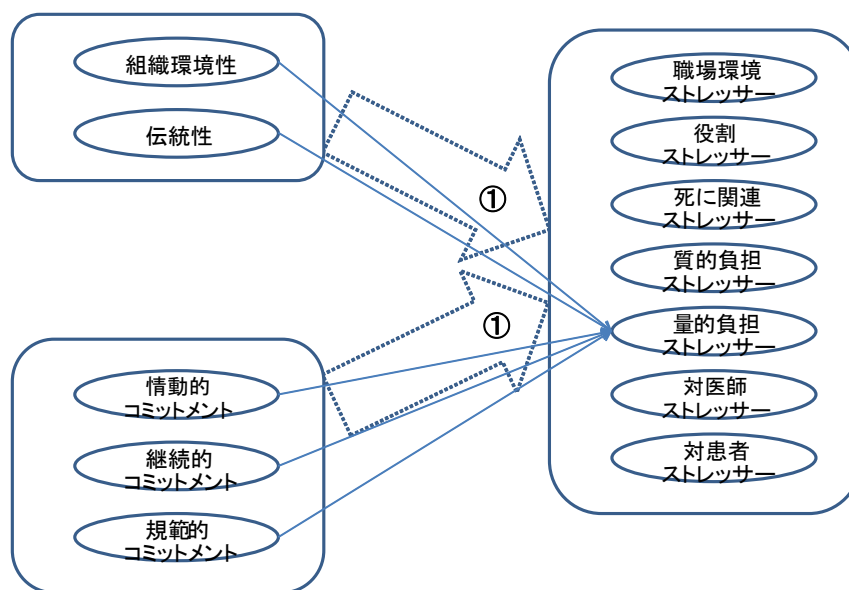 組織環境性
伝統性
①
①
情動的
コミットメント
継続的
コミットメント
規範的
コミットメント
職場環境
ストレッサー
役割
ストレッサー
死に関連
ストレッサー
質的負担
ストレッサー
量的負担
ストレッサー
対医師
ストレッサー
対患者
ストレッサー